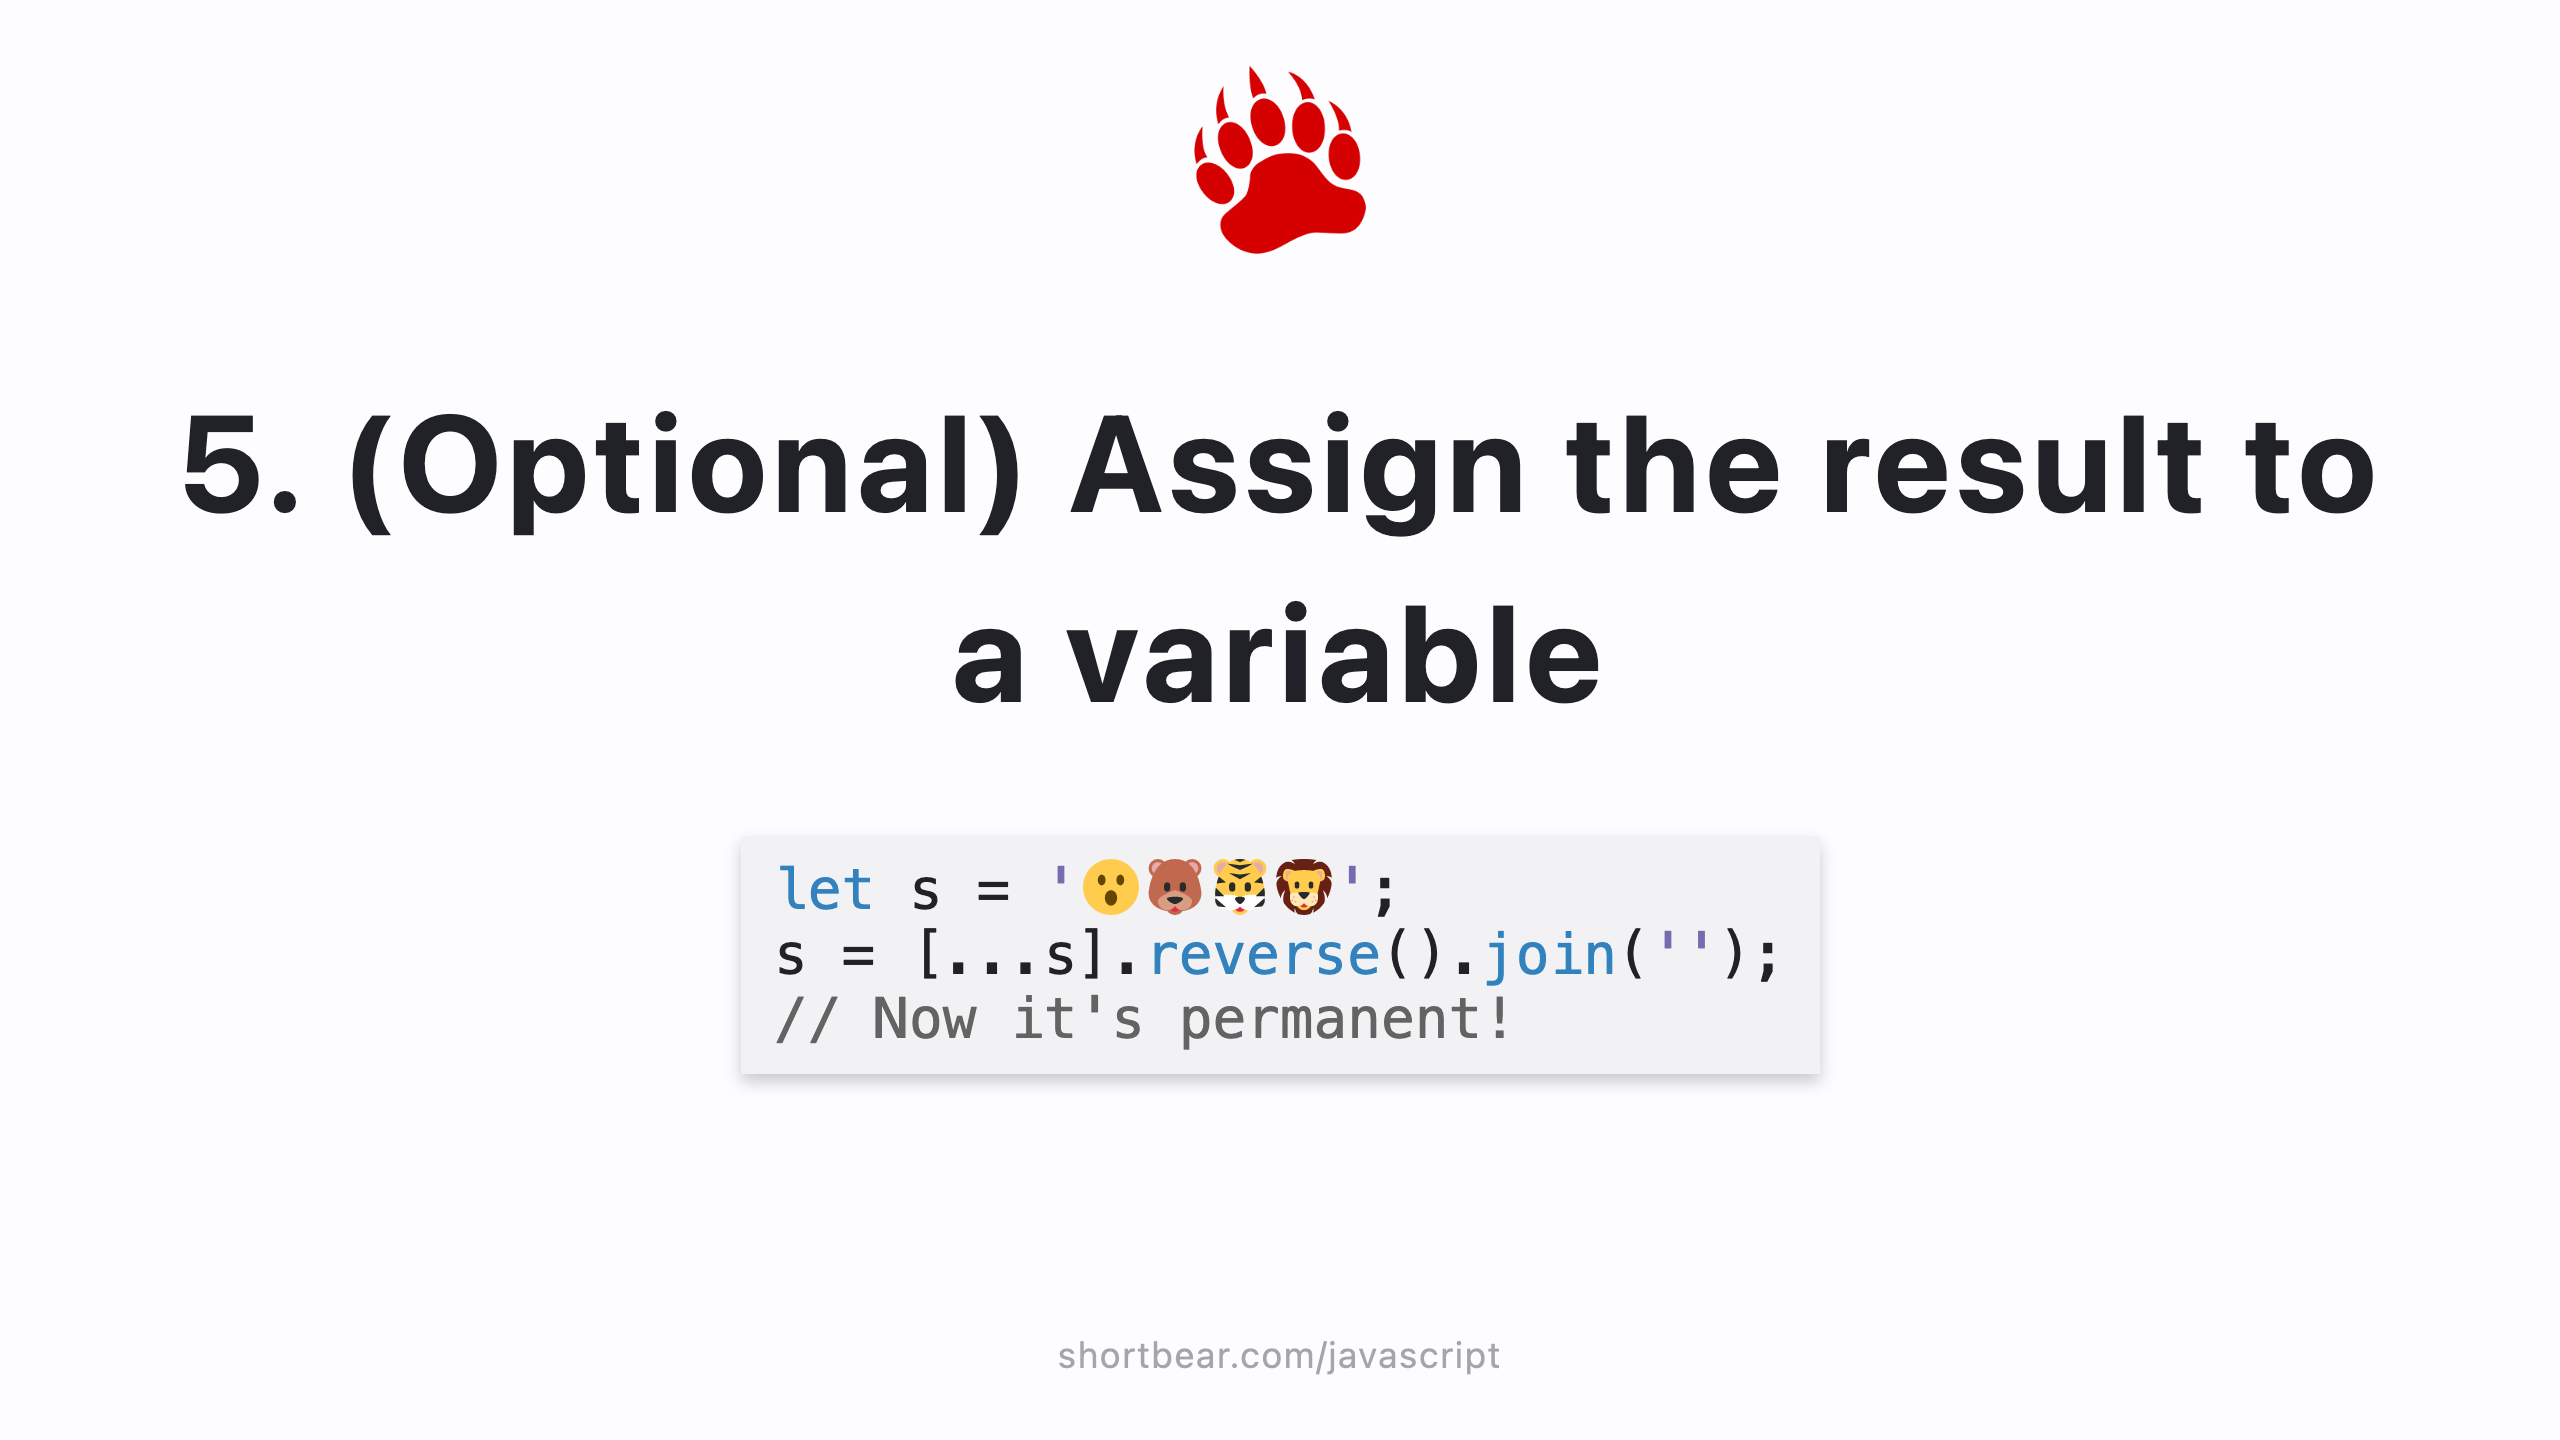 5. (Optional) Assign the result to
a variable
let s = '😮🐻🐯🦁';
s = [...s].reverse().join('');
// Now it's permanent!
shortbear.com/javascript